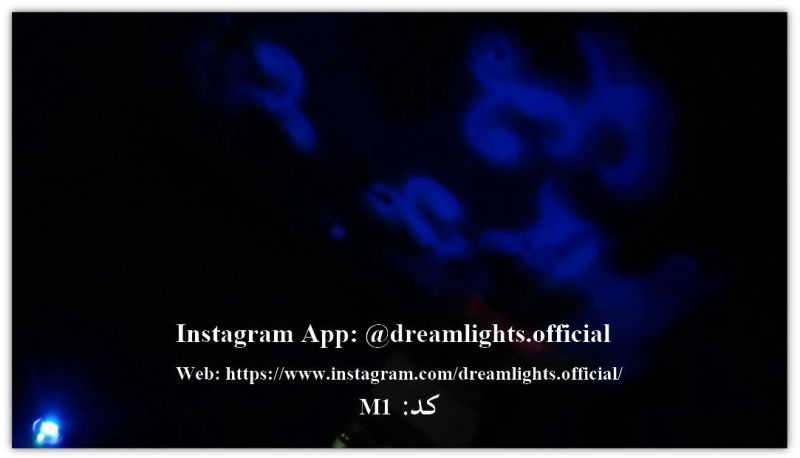 Instagram App: @dreamlights.official
Web: https://www.instagram.com/dreamlights.official/
کد: M1